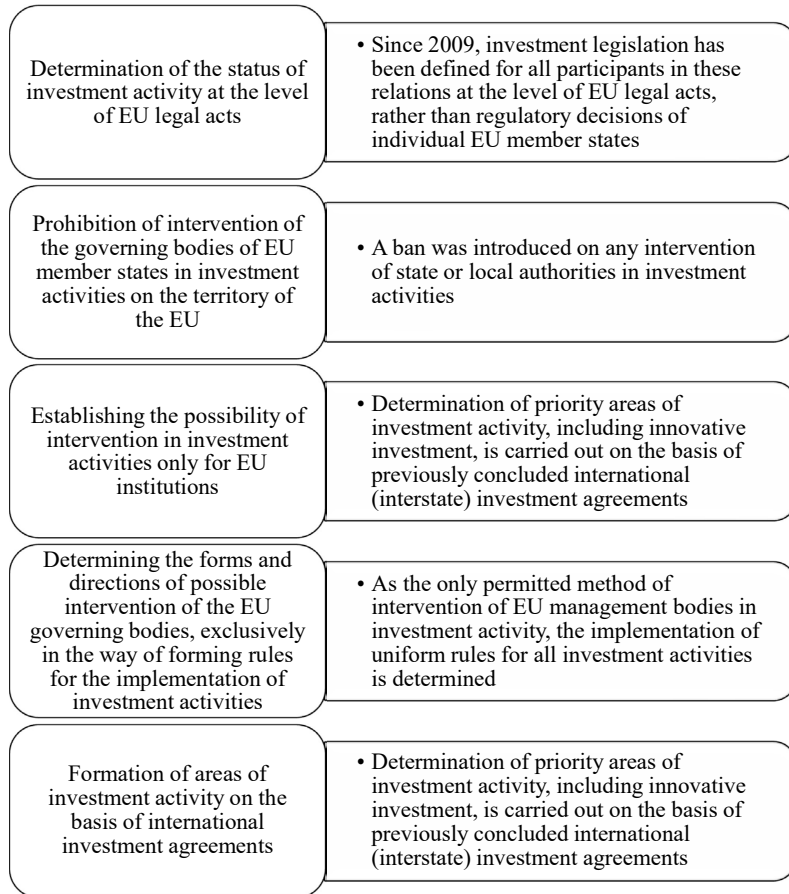 Determination of the status of
investment activity at the level
of EU legal acts
• Since 2009, investment legislation has
been defined for all participants in these
relations at the level of EU legal acts,
rather than regulatory decisions of
individual EU member states
Prohibition of intervention of
the governing bodies of EU
member states in investment
activities on the territory of
the EU
• A ban was introduced on any intervention
of state or local authorities in investment
activities
Establishing the possibility of
intervention in investment
activities only for EU
institutions
• Determination of priority areas of
investment activity, including innovative
investment, is carried out on the basis of
previously concluded international
(interstate) investment agreements
Determining the forms and
directions of possible
intervention of the EU
governing bodies, exclusively
in the way of forming rules
for the implementation of
investment activities
• As the only permitted method of
intervention of EU management bodies in
investment activity, the implementation of
uniform rules for all investment activities
is determined
Formation of areas of
investment activity on the
basis of international
investment agreements
• Determination of priority areas of
investment activity, including innovative
investment, is carried out on the basis of
previously concluded international
(interstate) investment agreements